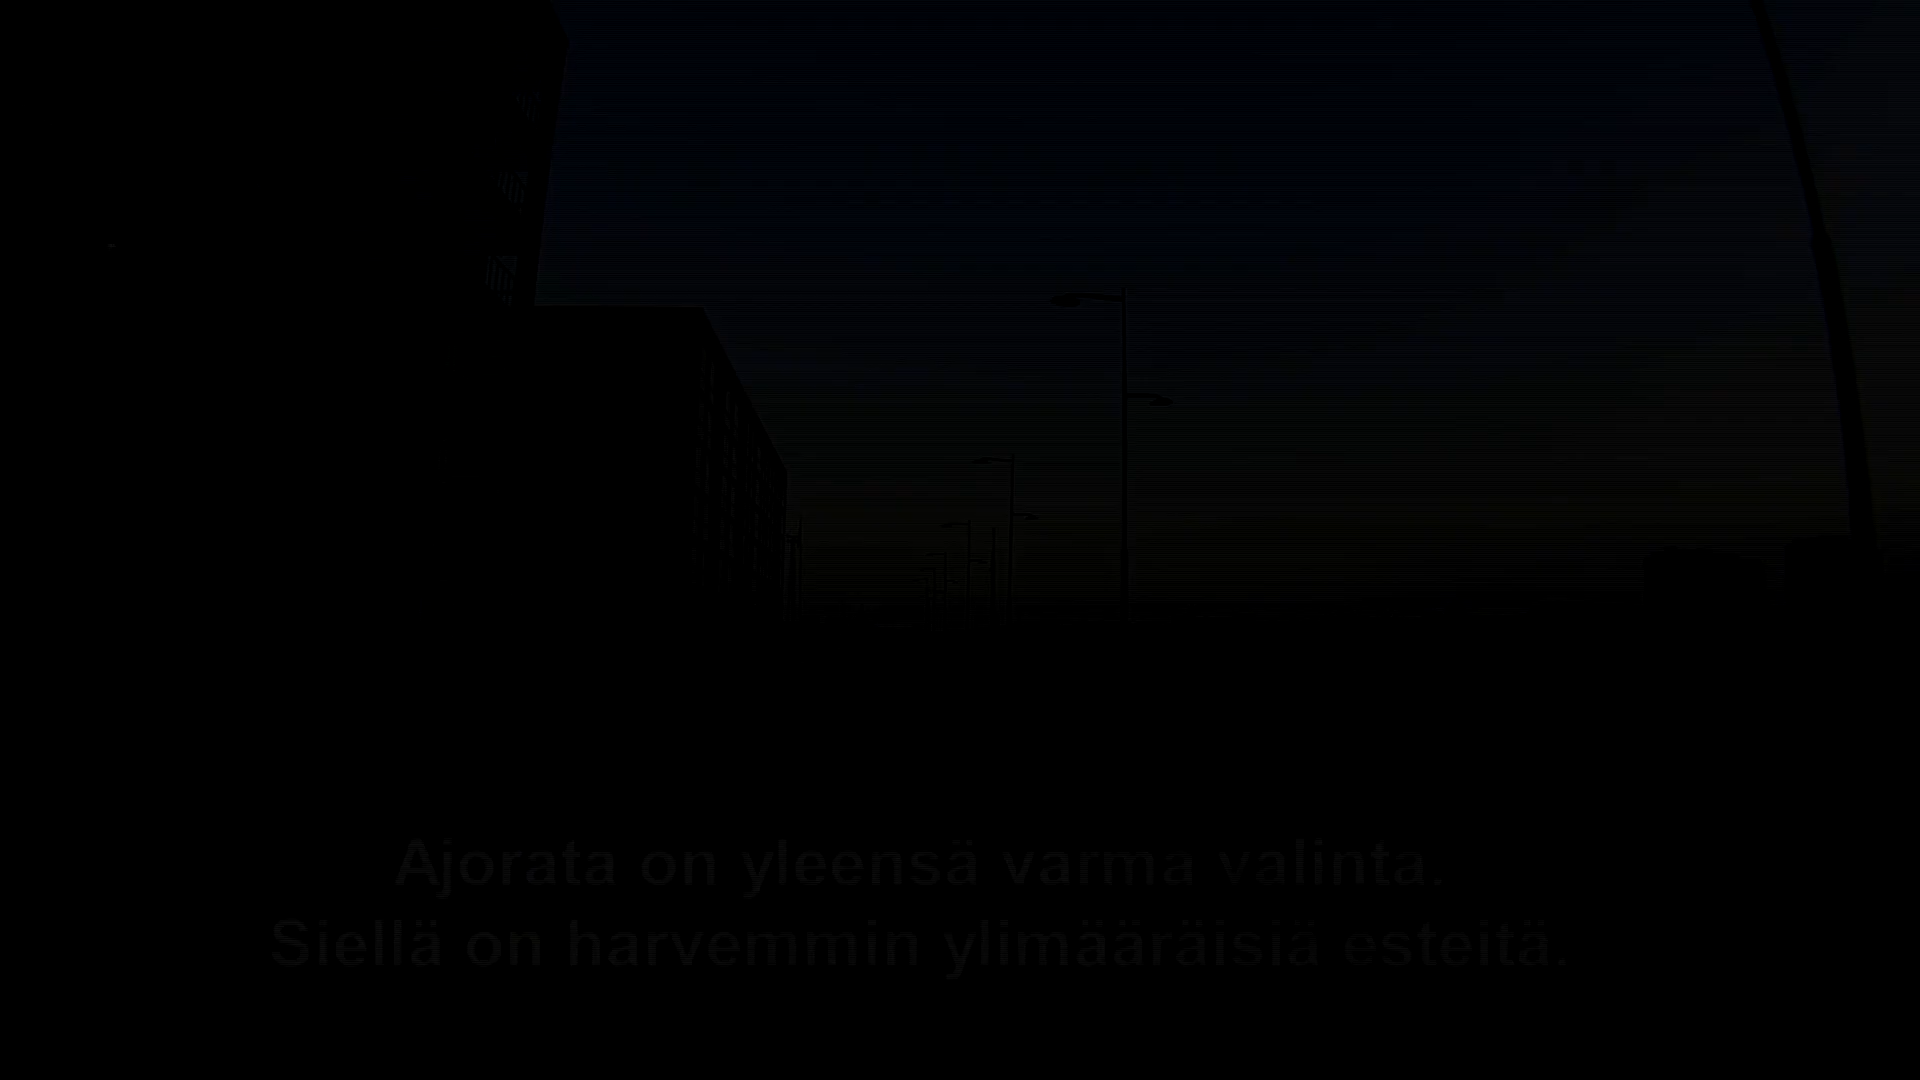 Ajorata on yleensä varma valinta.
Siellä on harvemmin ylimääräisiä esteitä.